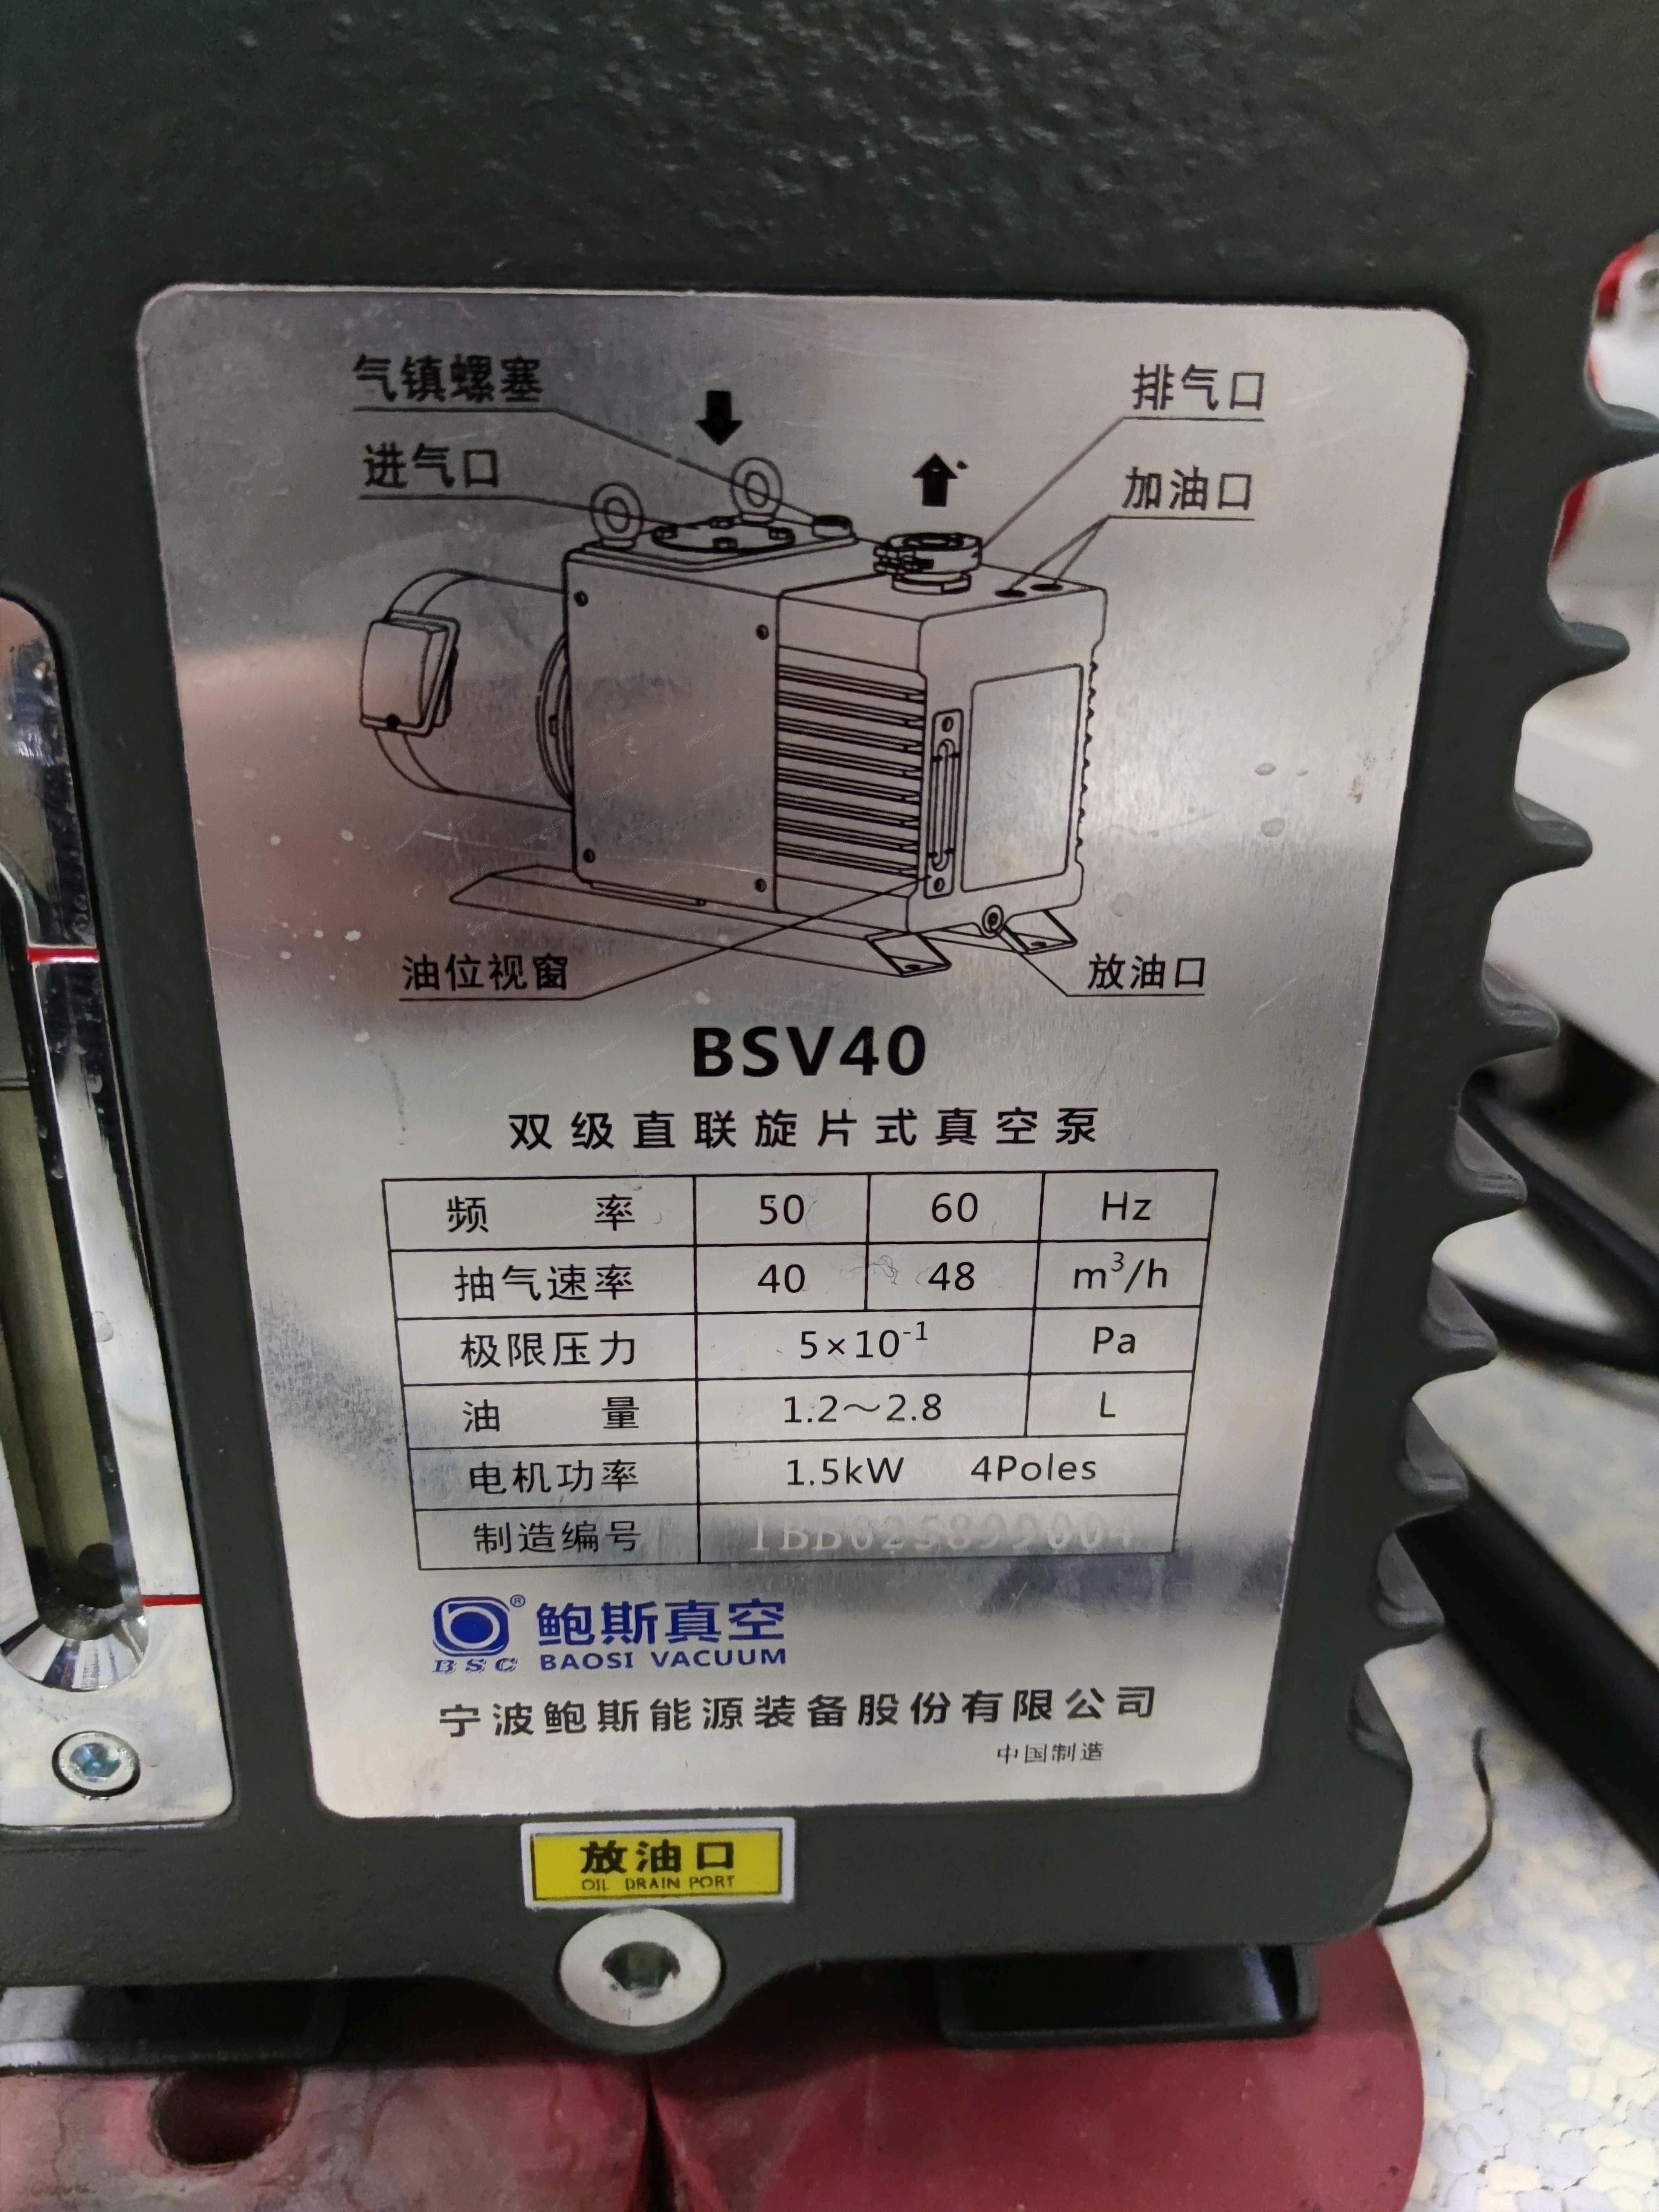 气镇螺塞
排气口
进气口
加油口
油位视窗
放油口
BSV40
双级直联旋片式真空泵
频 率 50 60 Hz
抽气速率 40 48 m³/h
极限压力 5×10⁻¹ Pa
油 量 1.2～2.8 L
电机功率 1.5kW 4Poles
制造编号
BSC ® 鲍斯真空
BAOSI VACUUM
宁波鲍斯能源装备股份有限公司
中国制造
放油口
OIL DRAIN PORT